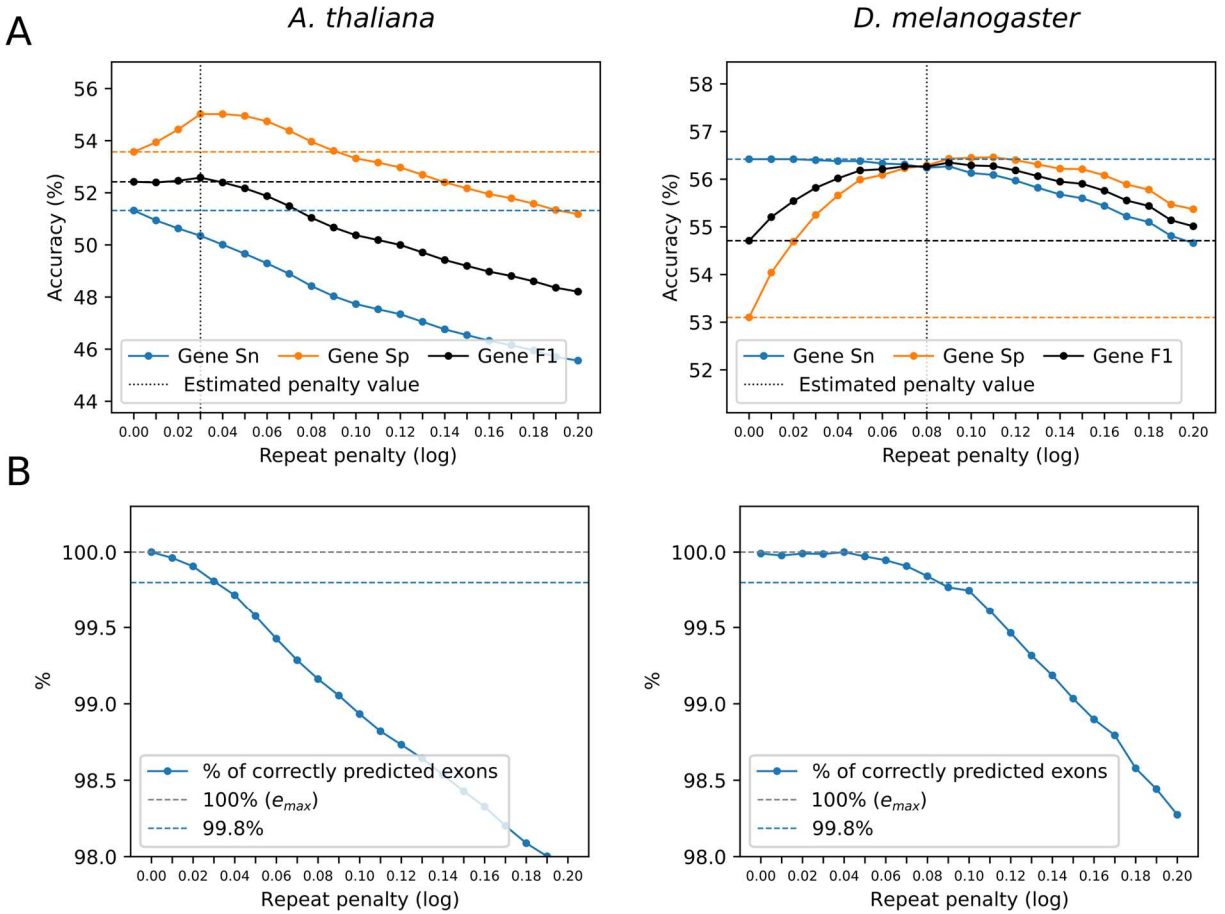 A. thaliana
D. melanogaster
A
56
54
52
50
48
46
44
Accuracy (%)
Gene Sn
Gene Sp
Gene F1
Estimated penalty value
0.00 0.02 0.04 0.06 0.08 0.10 0.12 0.14 0.16 0.18 0.20
Repeat penalty (log)
58
57
56
55
54
53
52
Accuracy (%)
Gene Sn
Gene Sp
Gene F1
Estimated penalty value
0.00 0.02 0.04 0.06 0.08 0.10 0.12 0.14 0.16 0.18 0.20
Repeat penalty (log)
B
100.0
99.5
99.0
98.5
98.0
%
% of correctly predicted exons
100% (emax)
99.8%
0.00 0.02 0.04 0.06 0.08 0.10 0.12 0.14 0.16 0.18 0.20
Repeat penalty (log)
100.0
99.5
99.0
98.5
98.0
%
% of correctly predicted exons
100% (emax)
99.8%
0.00 0.02 0.04 0.06 0.08 0.10 0.12 0.14 0.16 0.18 0.20
Repeat penalty (log)